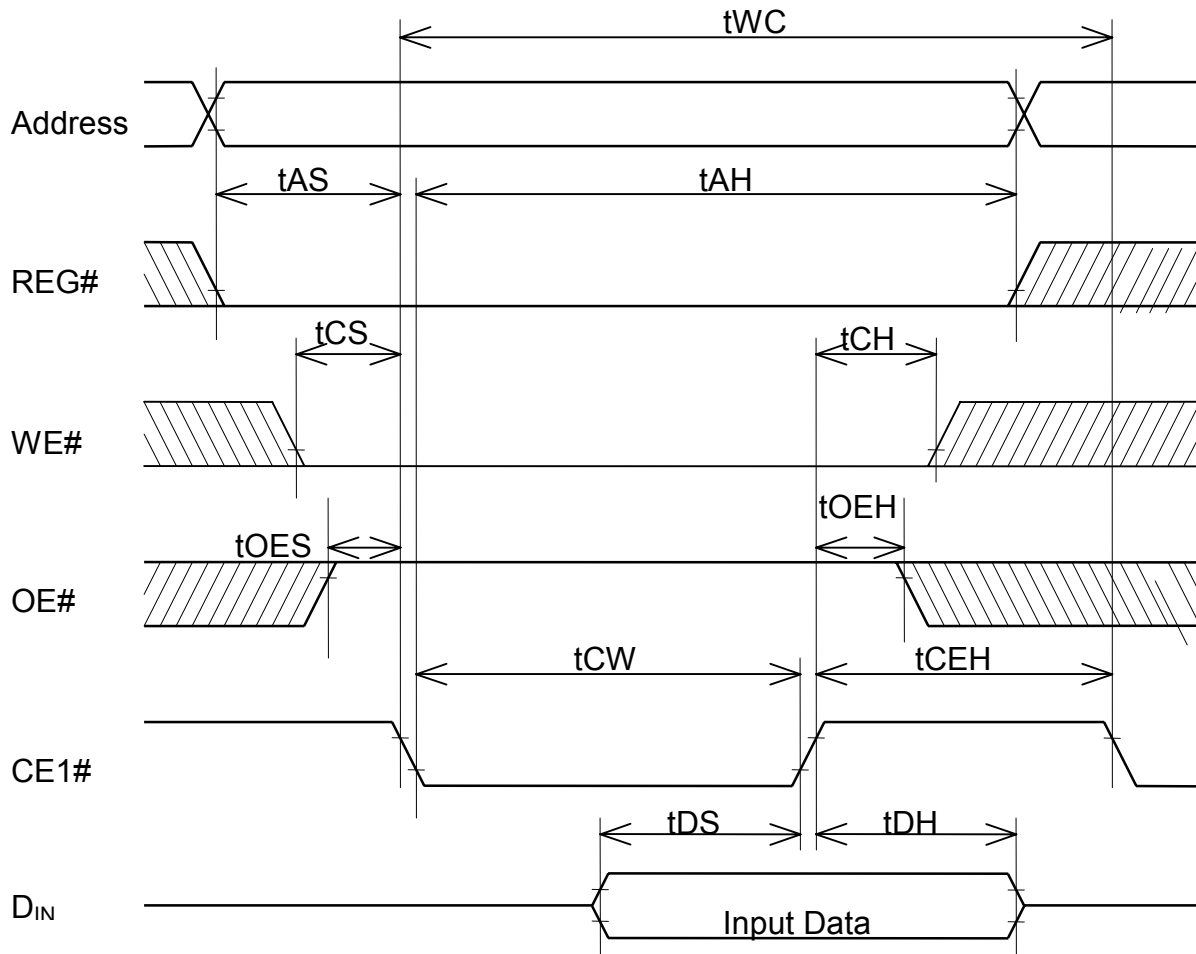 tWC
Address
tAS
tAH
REG#
tCS
tCH
WE#
tOEH
tOES
OE#
tCW
tCEH
CE1#
tDS
tDH
DIN
Input Data